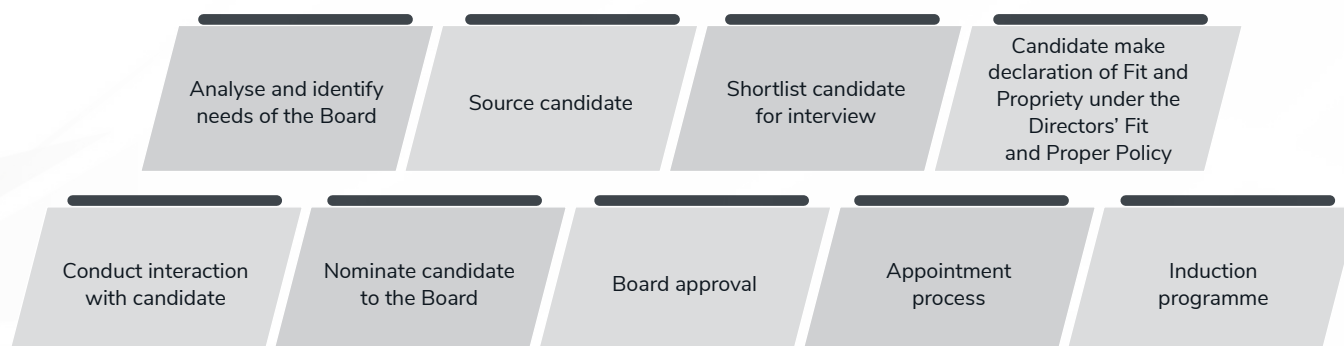 Analyse and identify
needs of the Board
Source candidate
Shortlist candidate
for interview
Candidate make
declaration of Fit and
Propriety under the
Directors’ Fit
and Proper Policy
Conduct interaction
with candidate
Nominate candidate
to the Board
Board approval
Appointment
process
Induction
programme